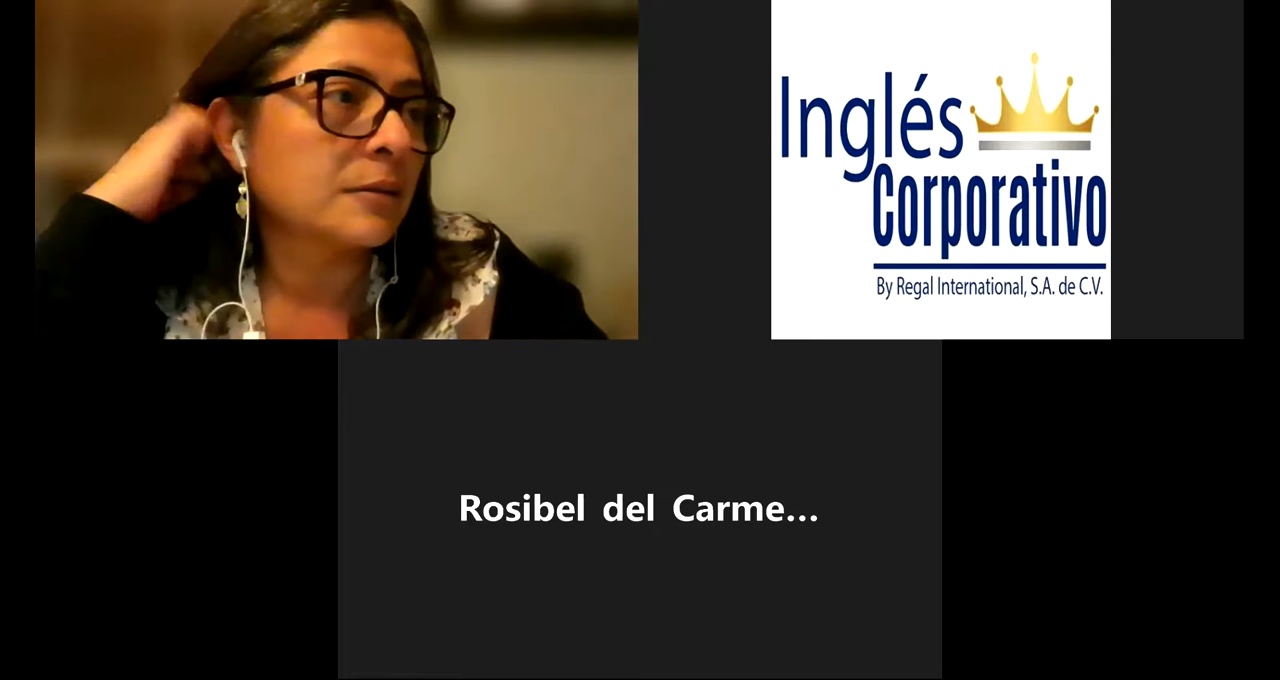 Inglés
Corporativo
By Regal International, S.A. de C.V.
Rosibel del Carme...